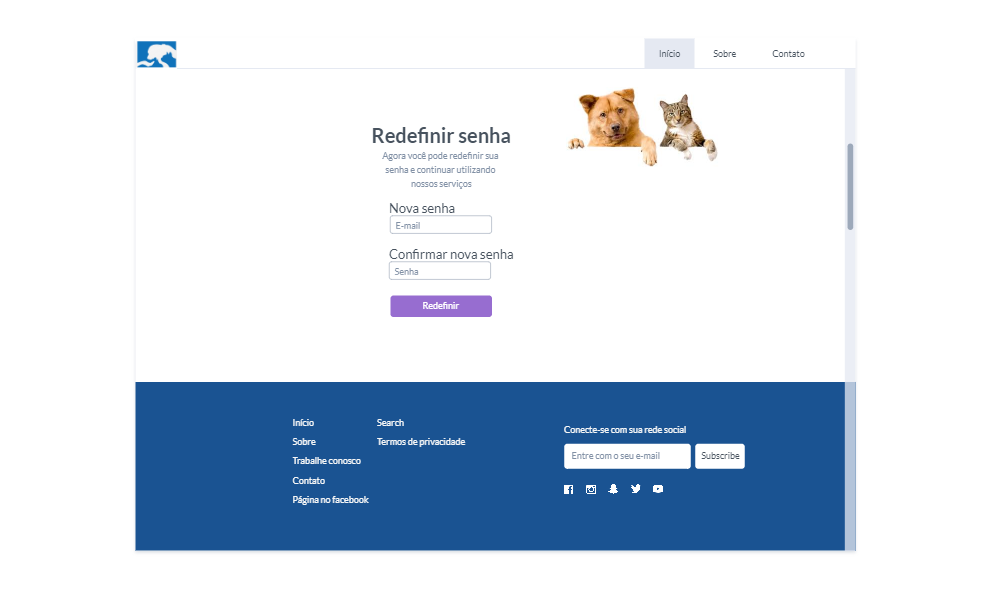 Início
Sobre
Contato
Redefinir senha
Agora você pode redefinir sua
senha e continuar utilizando
nossos serviços
Nova senha
E-mail
Confirmar nova senha
Senha
Redefinir
Início
Sobre
Trabalhe conosco
Contato
Página no facebook
Search
Termos de privacidade
Conecte-se com sua rede social
Entre com o seu e-mail
Subscribe